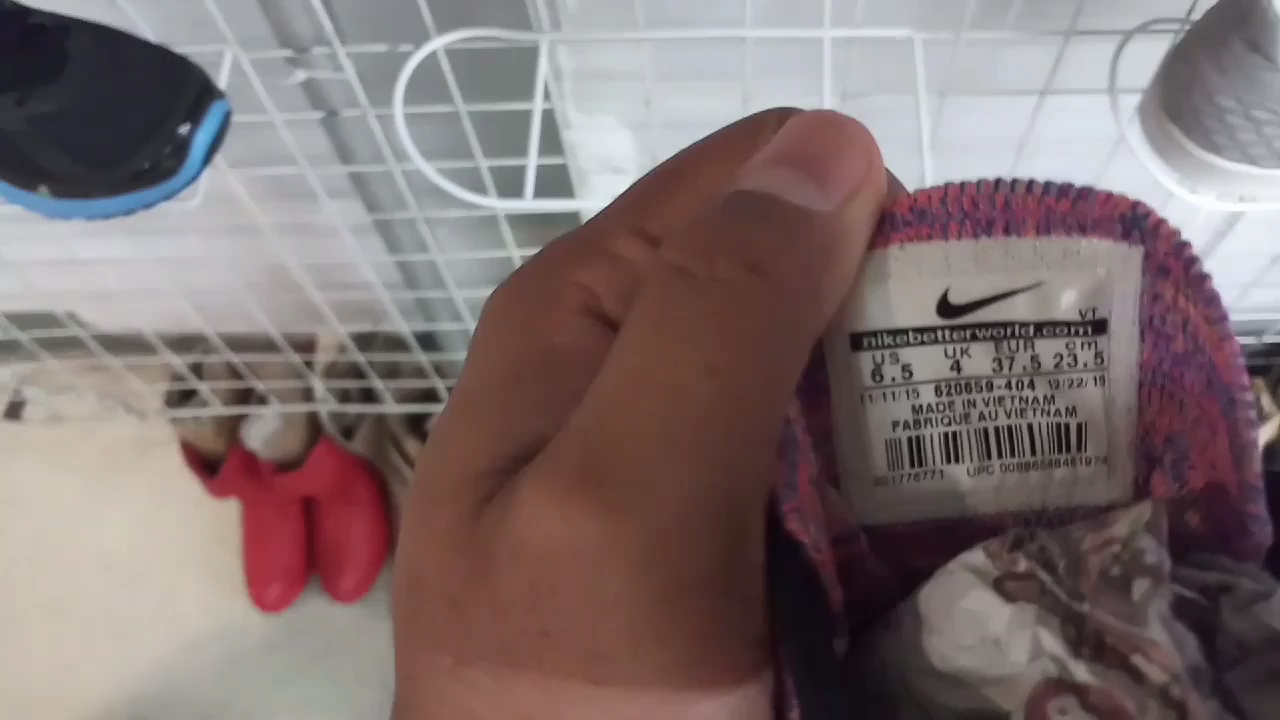 VT
nikebetterworld.com
US UK EUR cm
6.5 4 37.5 23.5
11/11/15 620659-404 12/22/15
MADE IN VIETNAM
FABRIQUE AU VIETNAM
UPC